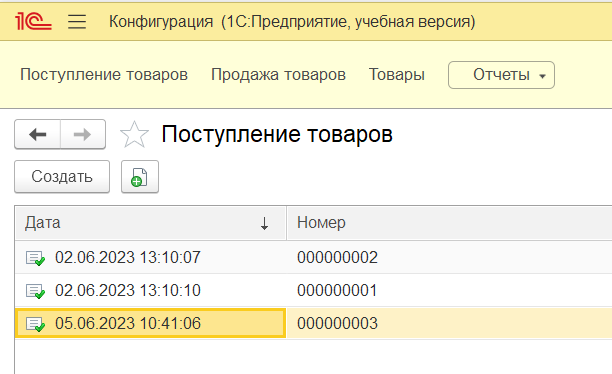 1С Конфигурация (1С:Предприятие, учебная версия)
Поступление товаров Продажа товаров Товары Отчеты
Поступление товаров
Создать
Дата Номер
02.06.2023 13:10:07 000000002
02.06.2023 13:10:10 000000001
05.06.2023 10:41:06 000000003